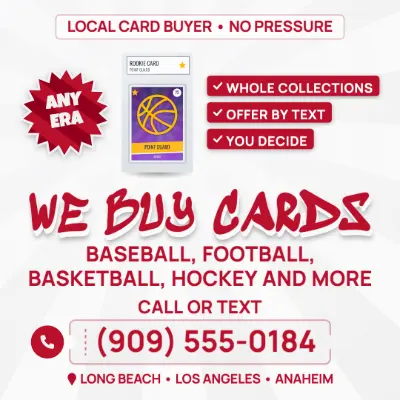 LOCAL CARD BUYER • NO PRESSURE
ROOKIE CARD
POINT GUARD
POINT GUARD
ANY
ERA
WHOLE COLLECTIONS
OFFER BY TEXT
YOU DECIDE
WE BUY CARDS
BASEBALL, FOOTBALL,
BASKETBALL, HOCKEY AND MORE
CALL OR TEXT
(909) 555-0184
LONG BEACH • LOS ANGELES • ANAHEIM